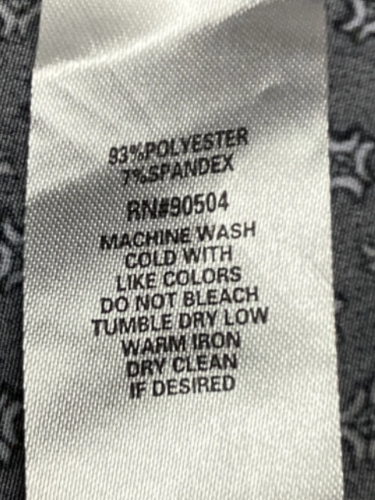 93%POLYESTER
7%SPANDEX
RN#90504
MACHINE WASH
COLD WITH
LIKE COLORS
DO NOT BLEACH
TUMBLE DRY LOW
WARM IRON
DRY CLEAN
IF DESIRED